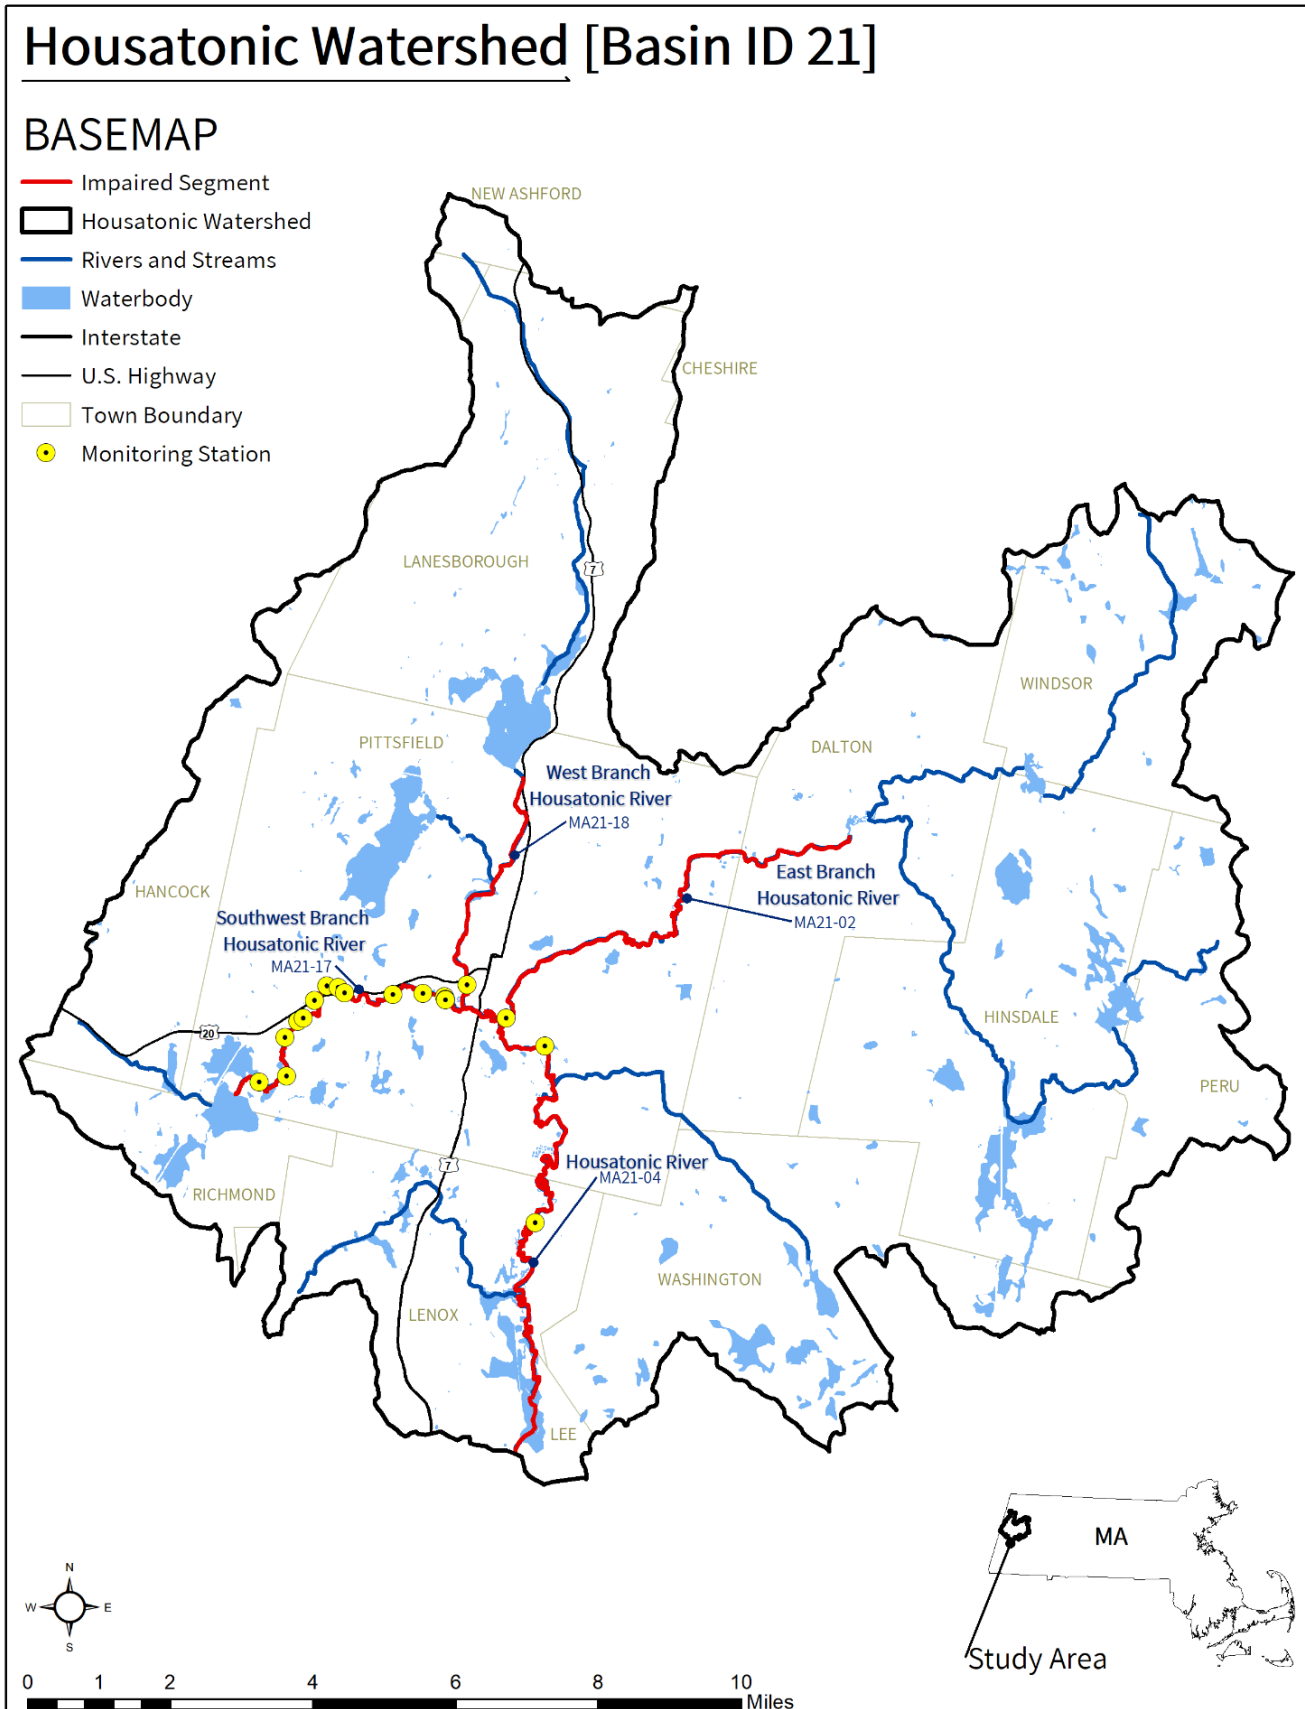 Housatonic Watershed [Basin ID 21]
BASEMAP
Impaired Segment
Housatonic Watershed
Rivers and Streams
Waterbody
Interstate
U.S. Highway
Town Boundary
Monitoring Station
NEW ASHFORD
CHESHIRE
LANESBOROUGH
7
WINDSOR
PITTSFIELD
DALTON
West Branch
Housatonic River
MA21-18
HANCOCK
East Branch
Housatonic River
MA21-02
Southwest Branch
Housatonic River
MA21-17
20
HINSDALE
PERU
7
Housatonic River
MA21-04
RICHMOND
WASHINGTON
LENOX
LEE
MA
Study Area
N
W E
S
0 1 2 4 6 8 10
Miles